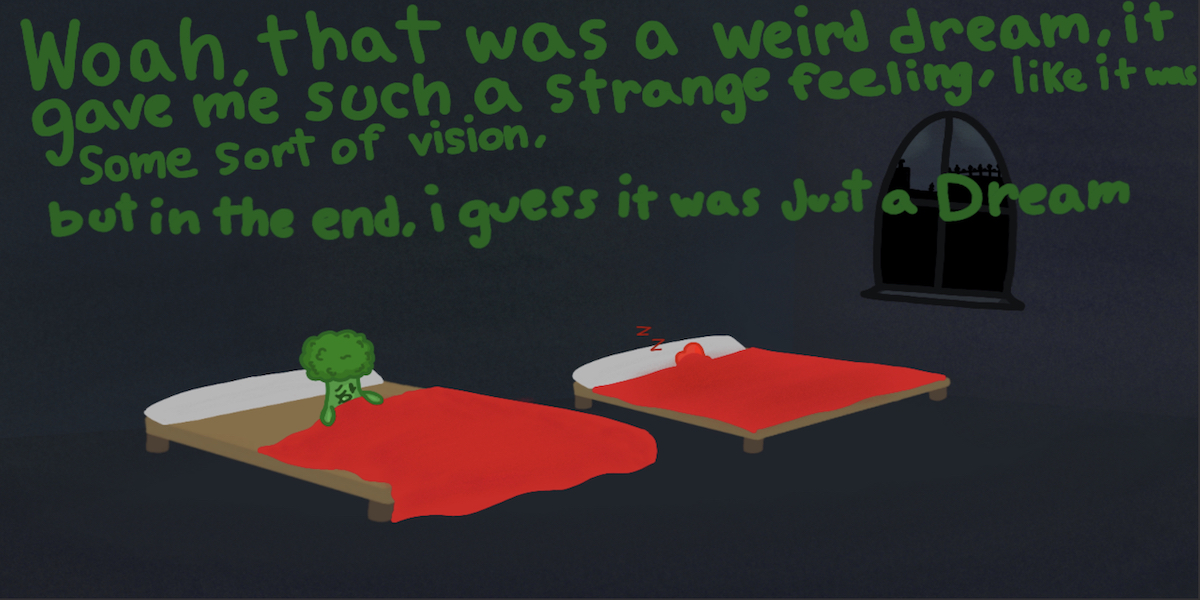 Woah, that was a weird dream, it
gave me such a strange feeling, like it was
Some sort of vision,
but in the end, i guess it was Just a Dream
z
z